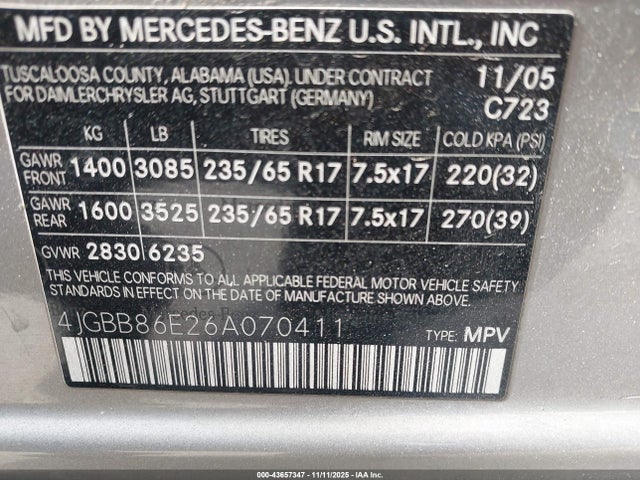 MFD BY MERCEDES-BENZ U.S. INTL., INC
TUSCALOOSA COUNTY, ALABAMA (USA). UNDER CONTRACT 11/05
FOR DAIMLERCHRYSLER AG, STUTTGART (GERMANY) C723
KG LB TIRES RIM SIZE COLD KPA (PSI)
GAWR FRONT 1400 3085 235/65 R17 7.5x17 220(32)
GAWR REAR 1600 3525 235/65 R17 7.5x17 270(39)
GVWR 2830 6235
THIS VEHICLE CONFORMS TO ALL APPLICABLE FEDERAL MOTOR VEHICLE SAFETY
STANDARDS IN EFFECT ON THE DATE OF MANUFACTURE SHOWN ABOVE.
4JGBB86E26A070411 TYPE: MPV
000-43657347 - 11/11/2025 - IAA Corp.